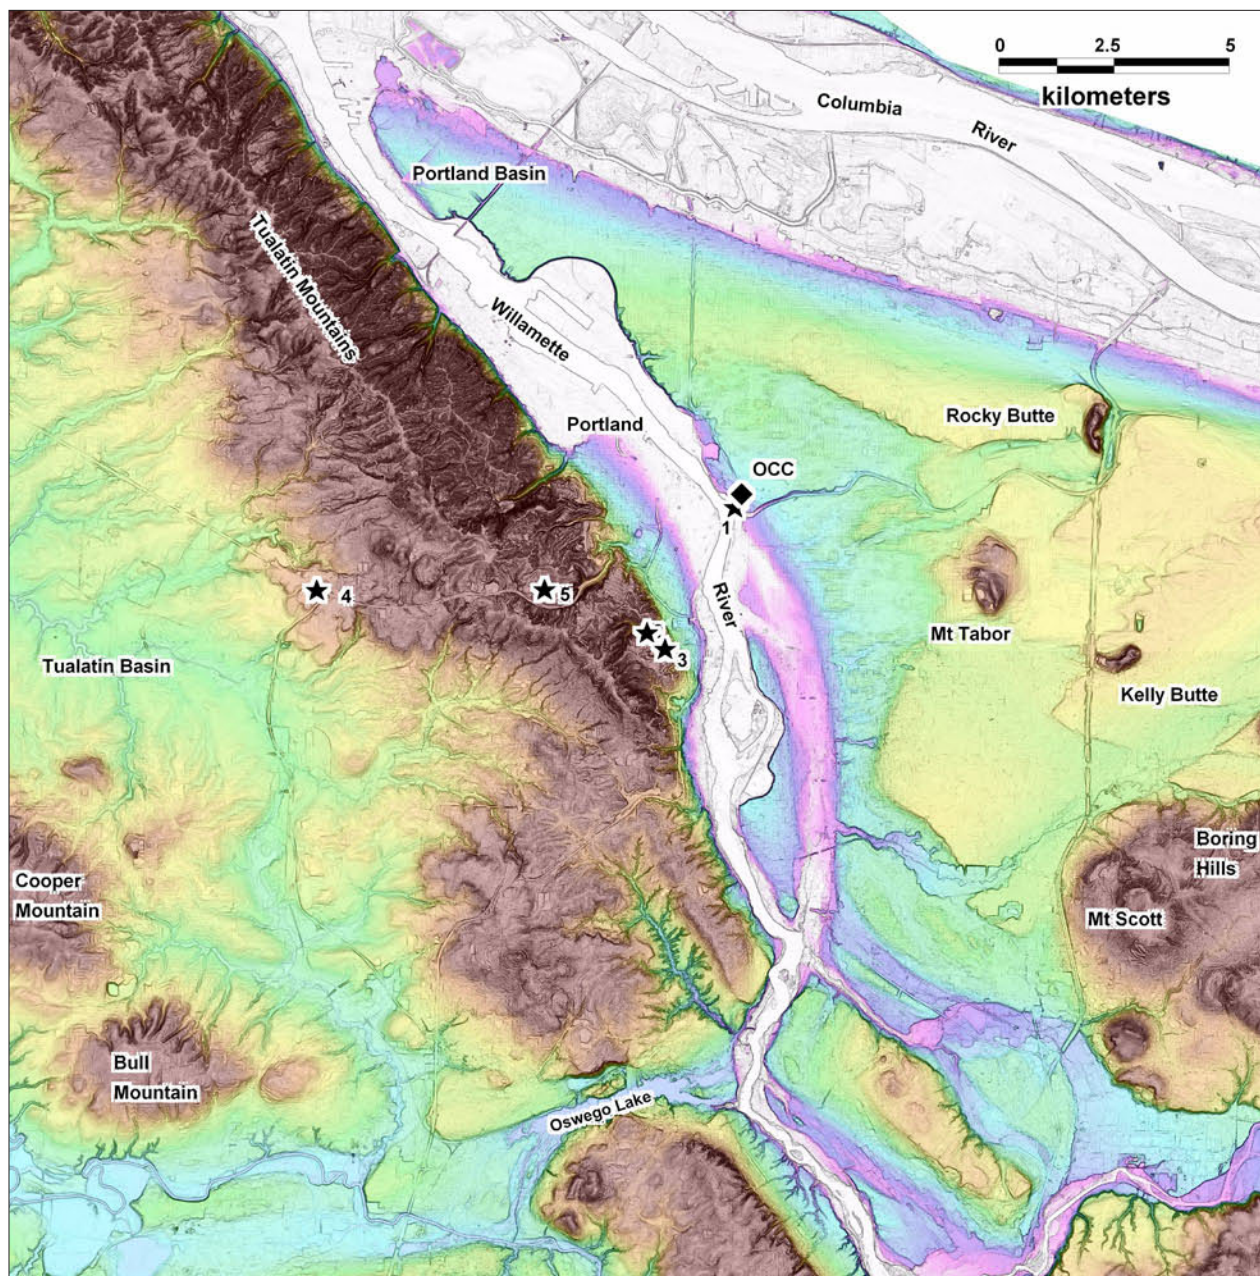 0 2.5 5
kilometers
Columbia
River
Portland Basin
Tualatin Mountains
Willamette
Rocky Butte
Portland
OCC
1
4
5
River
Mt Tabor
3
Tualatin Basin
Kelly Butte
Boring
Hills
Cooper
Mountain
Mt Scott
Bull
Mountain
Oswego Lake